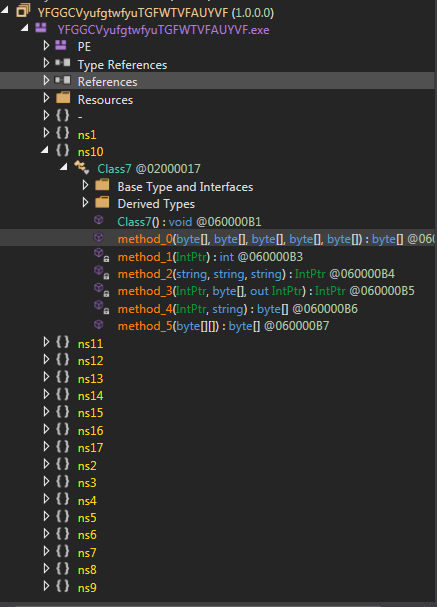 YFGGCVyufgtwfyuTGFWTVFAUYVF (1.0.0.0)
YFGGCVyufgtwfyuTGFWTVFAUYVF.exe
PE
Type References
References
Resources
{ } -
{ } ns1
{ } ns10
Class7 @02000017
Base Type and Interfaces
Derived Types
Class7() : void @060000B1
method_0(byte[], byte[], byte[], byte[], byte[]) : byte[] @060
method_1(IntPtr) : int @060000B3
method_2(string, string, string) : IntPtr @060000B4
method_3(IntPtr, byte[], out IntPtr) : IntPtr @060000B5
method_4(IntPtr, string) : byte[] @060000B6
method_5(byte[][]) : byte[] @060000B7
{ } ns11
{ } ns12
{ } ns13
{ } ns14
{ } ns15
{ } ns16
{ } ns17
{ } ns2
{ } ns3
{ } ns4
{ } ns5
{ } ns6
{ } ns7
{ } ns8
{ } ns9